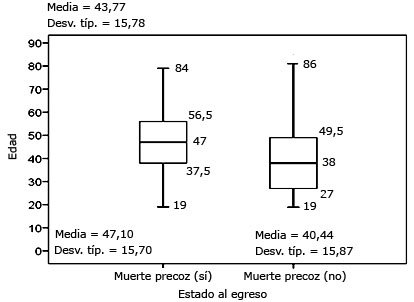 Media = 43,77
Desv. típ. = 15,78
90
80
70
60
50
40
30
20
10
0
Edad
84
56,5
47
37,5
19
86
49,5
38
27
19
Media = 47,10
Desv. típ. = 15,70
Media = 40,44
Desv. típ. = 15,87
Muerte precoz (sí)
Muerte precoz (no)
Estado al egreso